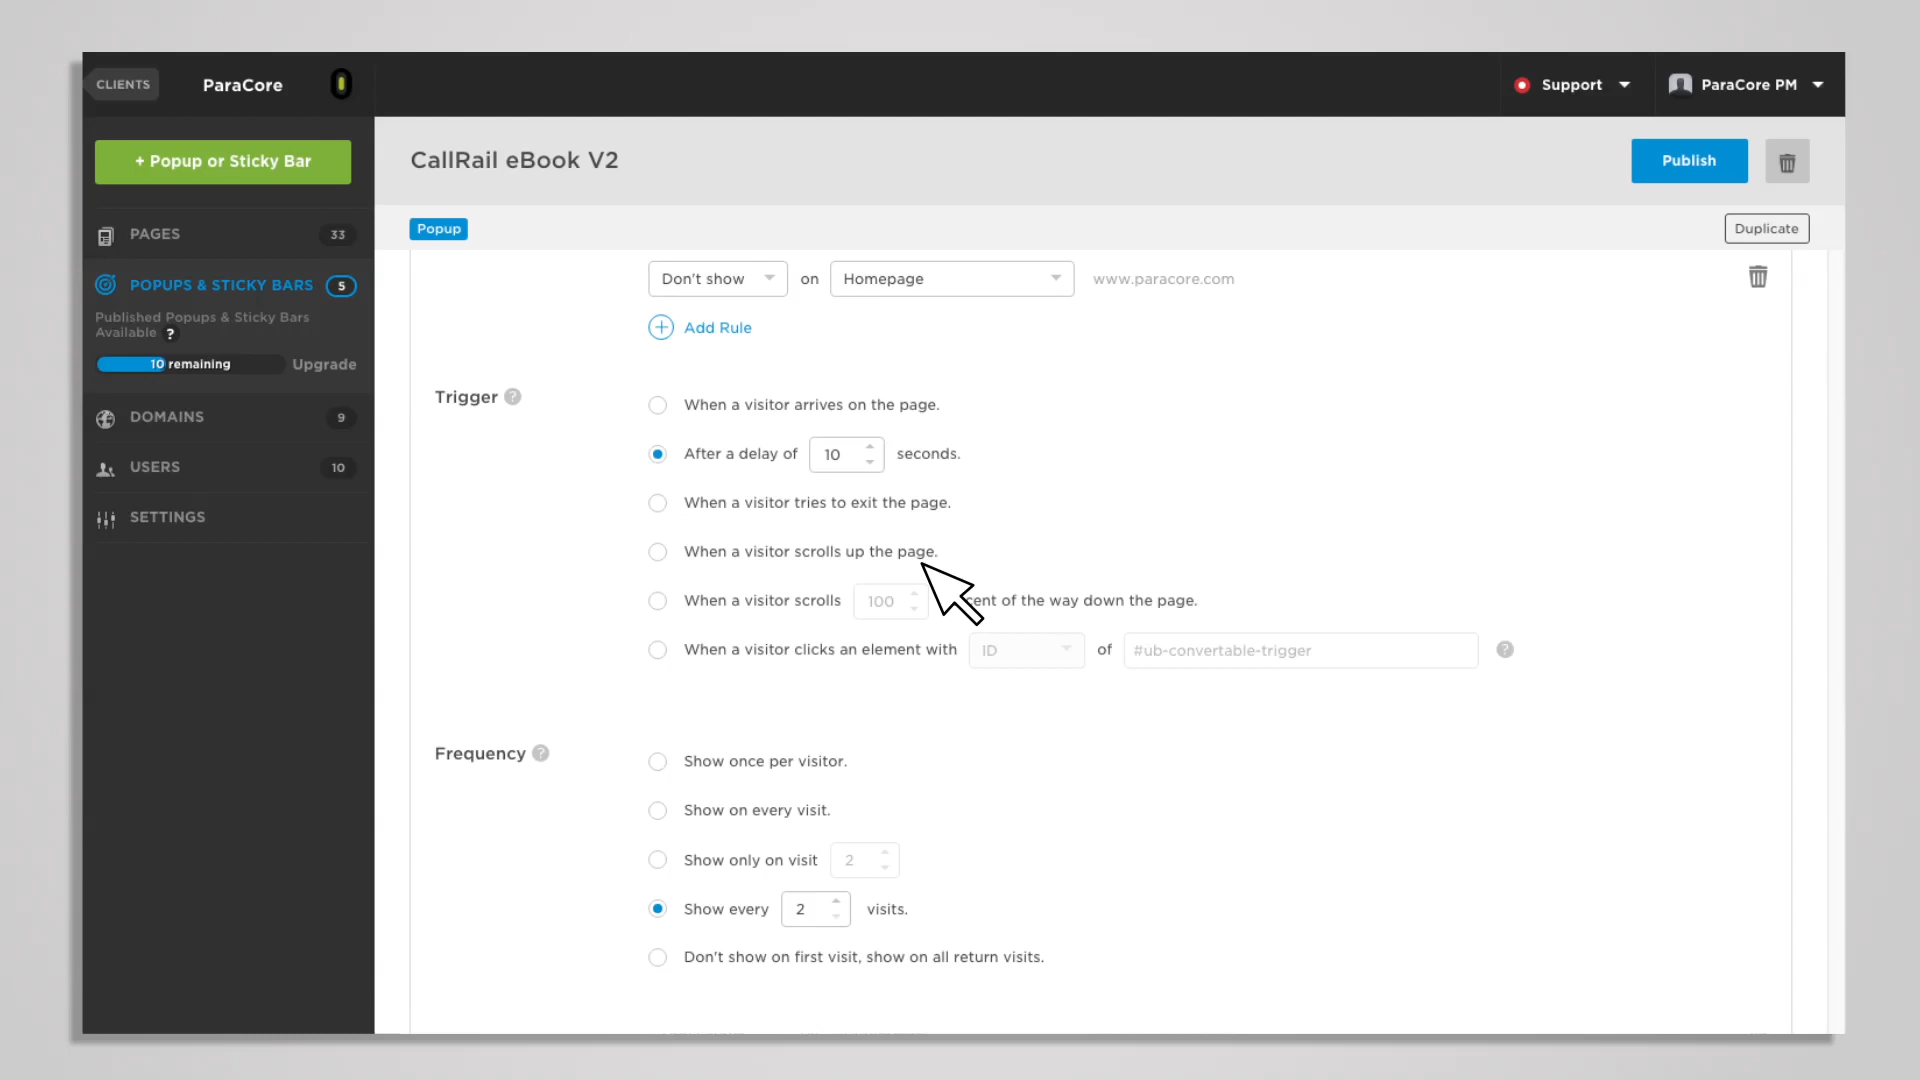 CLIENTS ParaCore Support ParaCore PM
+ Popup or Sticky Bar CallRail eBook V2 Publish
Popup Duplicate
PAGES 33
POPUPS & STICKY BARS 5
Published Popups & Sticky Bars
Available ?
10 remaining Upgrade
DOMAINS 9
USERS 10
SETTINGS
Don't show on Homepage www.paracore.com
Add Rule
Trigger ?
When a visitor arrives on the page.
After a delay of 10 seconds.
When a visitor tries to exit the page.
When a visitor scrolls up the page.
When a visitor scrolls 100 cent of the way down the page.
When a visitor clicks an element with ID of #ub-convertable-trigger ?
Frequency ?
Show once per visitor.
Show on every visit.
Show only on visit 2
Show every 2 visits.
Don't show on first visit, show on all return visits.